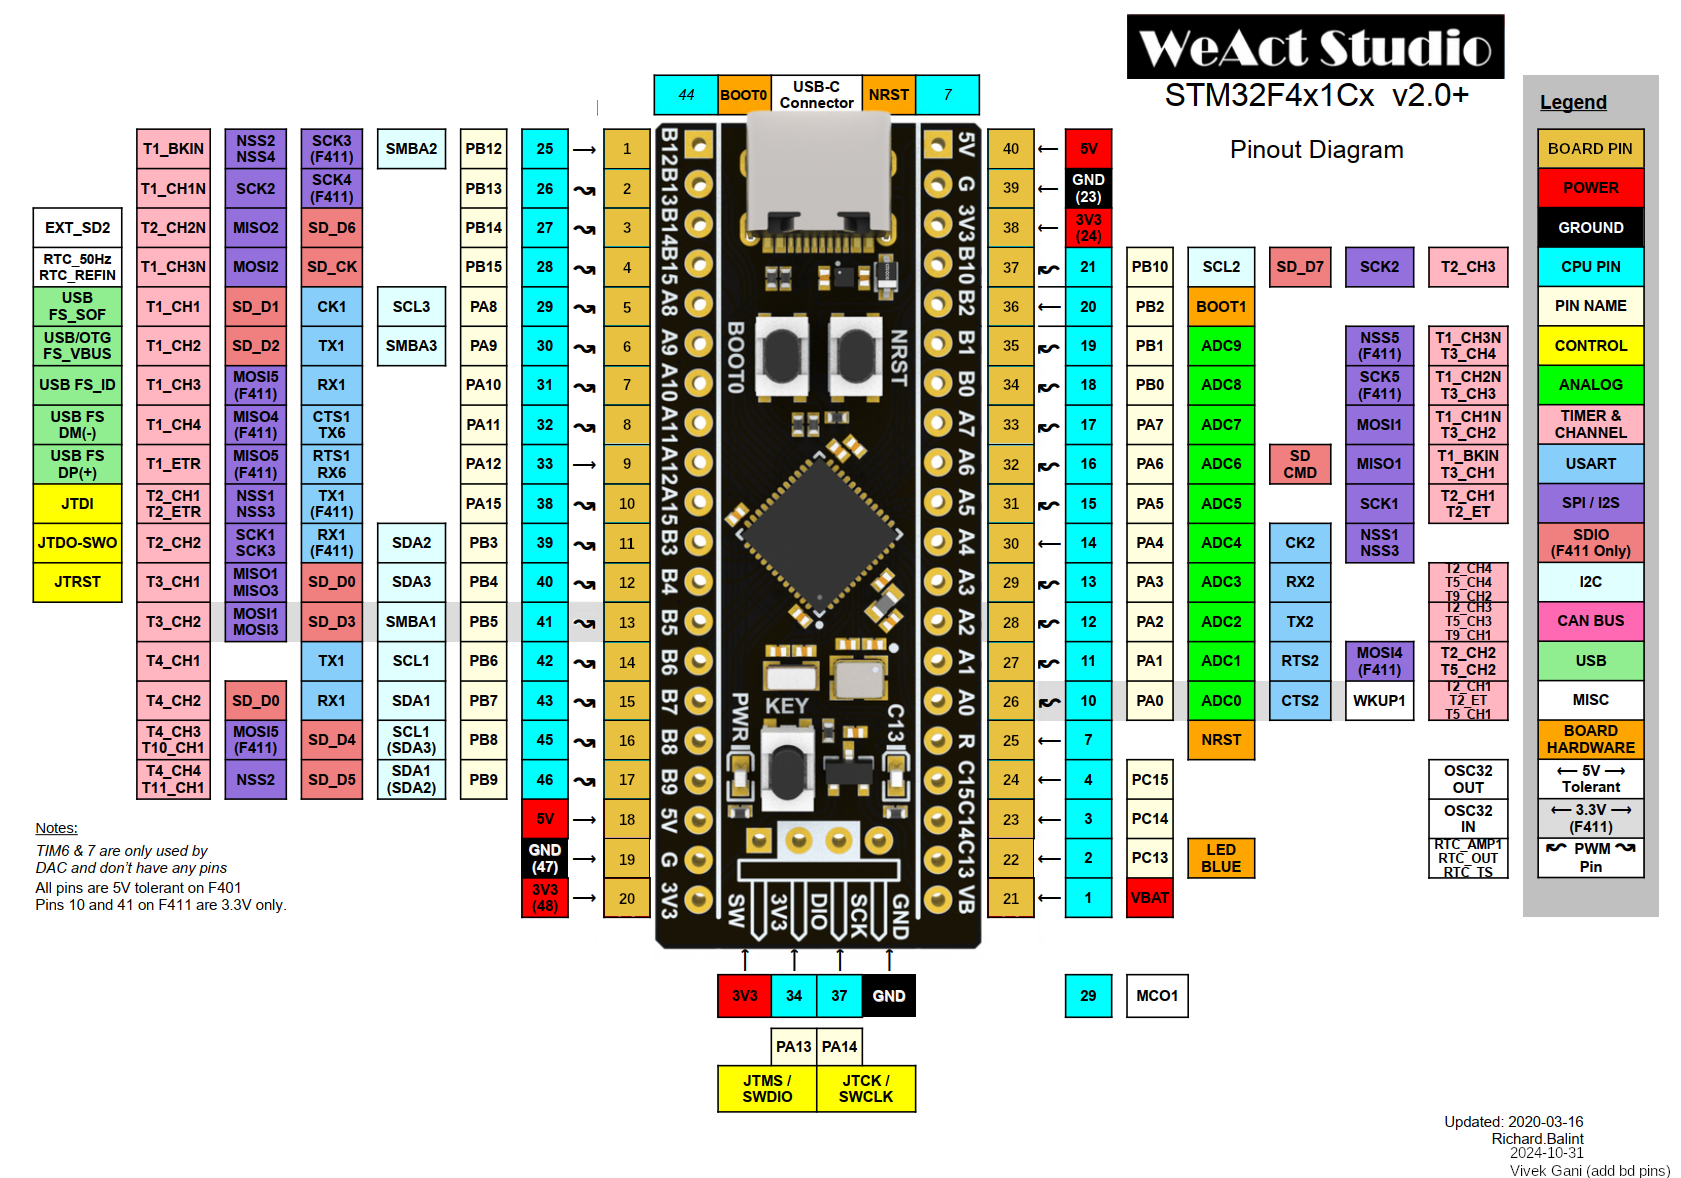 WeAct Studio
STM32F4x1Cx v2.0+
Pinout Diagram
44 BOOT0 USB-C Connector NRST 7
T1_BKIN NSS2 NSS4 SCK3 (F411) SMBA2 PB12 25 → 1
T1_CH1N SCK2 SCK4 (F411) PB13 26 2
EXT_SD2 T2_CH2N MISO2 SD_D6 PB14 27 3
RTC_50Hz RTC_REFIN T1_CH3N MOSI2 SD_CK PB15 28 4
USB FS_SOF T1_CH1 SD_D1 CK1 SCL3 PA8 29 5
USB/OTG FS_VBUS T1_CH2 SD_D2 TX1 SMBA3 PA9 30 6
USB FS_ID T1_CH3 MOSI5 (F411) RX1 PA10 31 7
USB FS DM(-) T1_CH4 MISO4 (F411) CTS1 TX6 PA11 32 8
USB FS DP(+) T1_ETR MISO5 (F411) RTS1 RX6 PA12 33 → 9
JTDI T2_CH1 T2_ETR NSS1 NSS3 TX1 (F411) PA15 38 10
JTDO-SWO T2_CH2 SCK1 SCK3 RX1 (F411) SDA2 PB3 39 11
JTRST T3_CH1 MISO1 MISO3 SD_D0 SDA3 PB4 40 12
T3_CH2 MOSI1 MOSI3 SD_D3 SMBA1 PB5 41 13
T4_CH1 TX1 SCL1 PB6 42 14
T4_CH2 SD_D0 RX1 SDA1 PB7 43 15
T4_CH3 T10_CH1 MOSI5 (F411) SD_D4 SCL1 (SDA3) PB8 45 16
T4_CH4 T11_CH1 NSS2 SD_D5 SDA1 (SDA2) PB9 46 17
5V → 18
GND (47) → 19
3V3 (48) → 20
B12 B13 B14 B15 A8 A9 A10 A11 A12 A15 B3 B4 B5 B6 B7 B8 B9 5V G 3V3
BOOT0 NRST
KEY
PWR C13
SW 3V3 DIO SCK GND
5V G 3V3 B10 B2 B1 B0 A7 A6 A5 A4 A3 A2 A1 A0 R C15 C14 C13 VB
40 ← 5V
39 ← GND (23)
38 ← 3V3 (24)
37 21 PB10 SCL2 SD_D7 SCK2 T2_CH3
36 ← 20 PB2 BOOT1
35 19 PB1 ADC9 NSS5 (F411) T1_CH3N T3_CH4
34 18 PB0 ADC8 SCK5 (F411) T1_CH2N T3_CH3
33 17 PA7 ADC7 MOSI1 T1_CH1N T3_CH2
32 16 PA6 ADC6 SD CMD MISO1 T1_BKIN T3_CH1
31 15 PA5 ADC5 SCK1 T2_CH1 T2_ET
30 ← 14 PA4 ADC4 CK2 NSS1 NSS3
29 13 PA3 ADC3 RX2 T2_CH4 T5_CH4 T9_CH2
28 12 PA2 ADC2 TX2 T2_CH3 T5_CH3 T9_CH1
27 11 PA1 ADC1 RTS2 MOSI4 (F411) T2_CH2 T5_CH2
26 10 PA0 ADC0 CTS2 WKUP1 T2_CH1 T2_ET T5_CH1
25 ← 7 NRST
24 ← 4 PC15 OSC32 OUT
23 ← 3 PC14 OSC32 IN
22 ← 2 PC13 LED BLUE RTC_AMP1 RTC_OUT RTC_TS
21 ← 1 VBAT
29 MCO1
3V3 34 37 GND
PA13 PA14
JTMS / SWDIO JTCK / SWCLK
Legend
BOARD PIN
POWER
GROUND
CPU PIN
PIN NAME
CONTROL
ANALOG
TIMER & CHANNEL
USART
SPI / I2S
SDIO (F411 Only)
I2C
CAN BUS
USB
MISC
BOARD HARDWARE
← 5V → Tolerant
← 3.3V → (F411)
PWM Pin
Notes:
TIM6 & 7 are only used by
DAC and don't have any pins
All pins are 5V tolerant on F401
Pins 10 and 41 on F411 are 3.3V only.
Updated: 2020-03-16
Richard.Balint
2024-10-31
Vivek Gani (add bd pins)